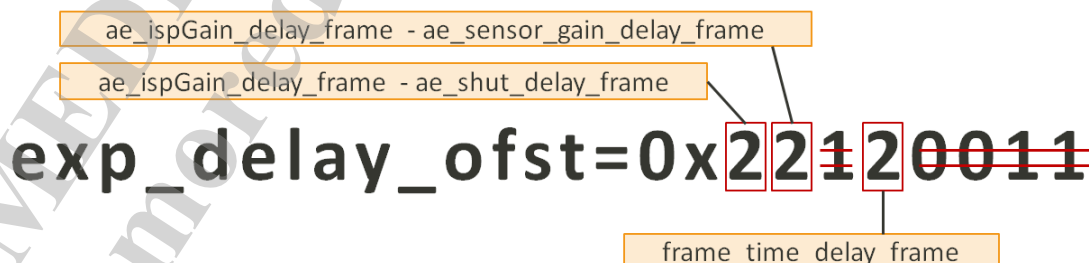 ae_ispGain_delay_frame - ae_sensor_gain_delay_frame
ae_ispGain_delay_frame - ae_shut_delay_frame
exp_delay_ofst=0x22120011
frame_time_delay_frame